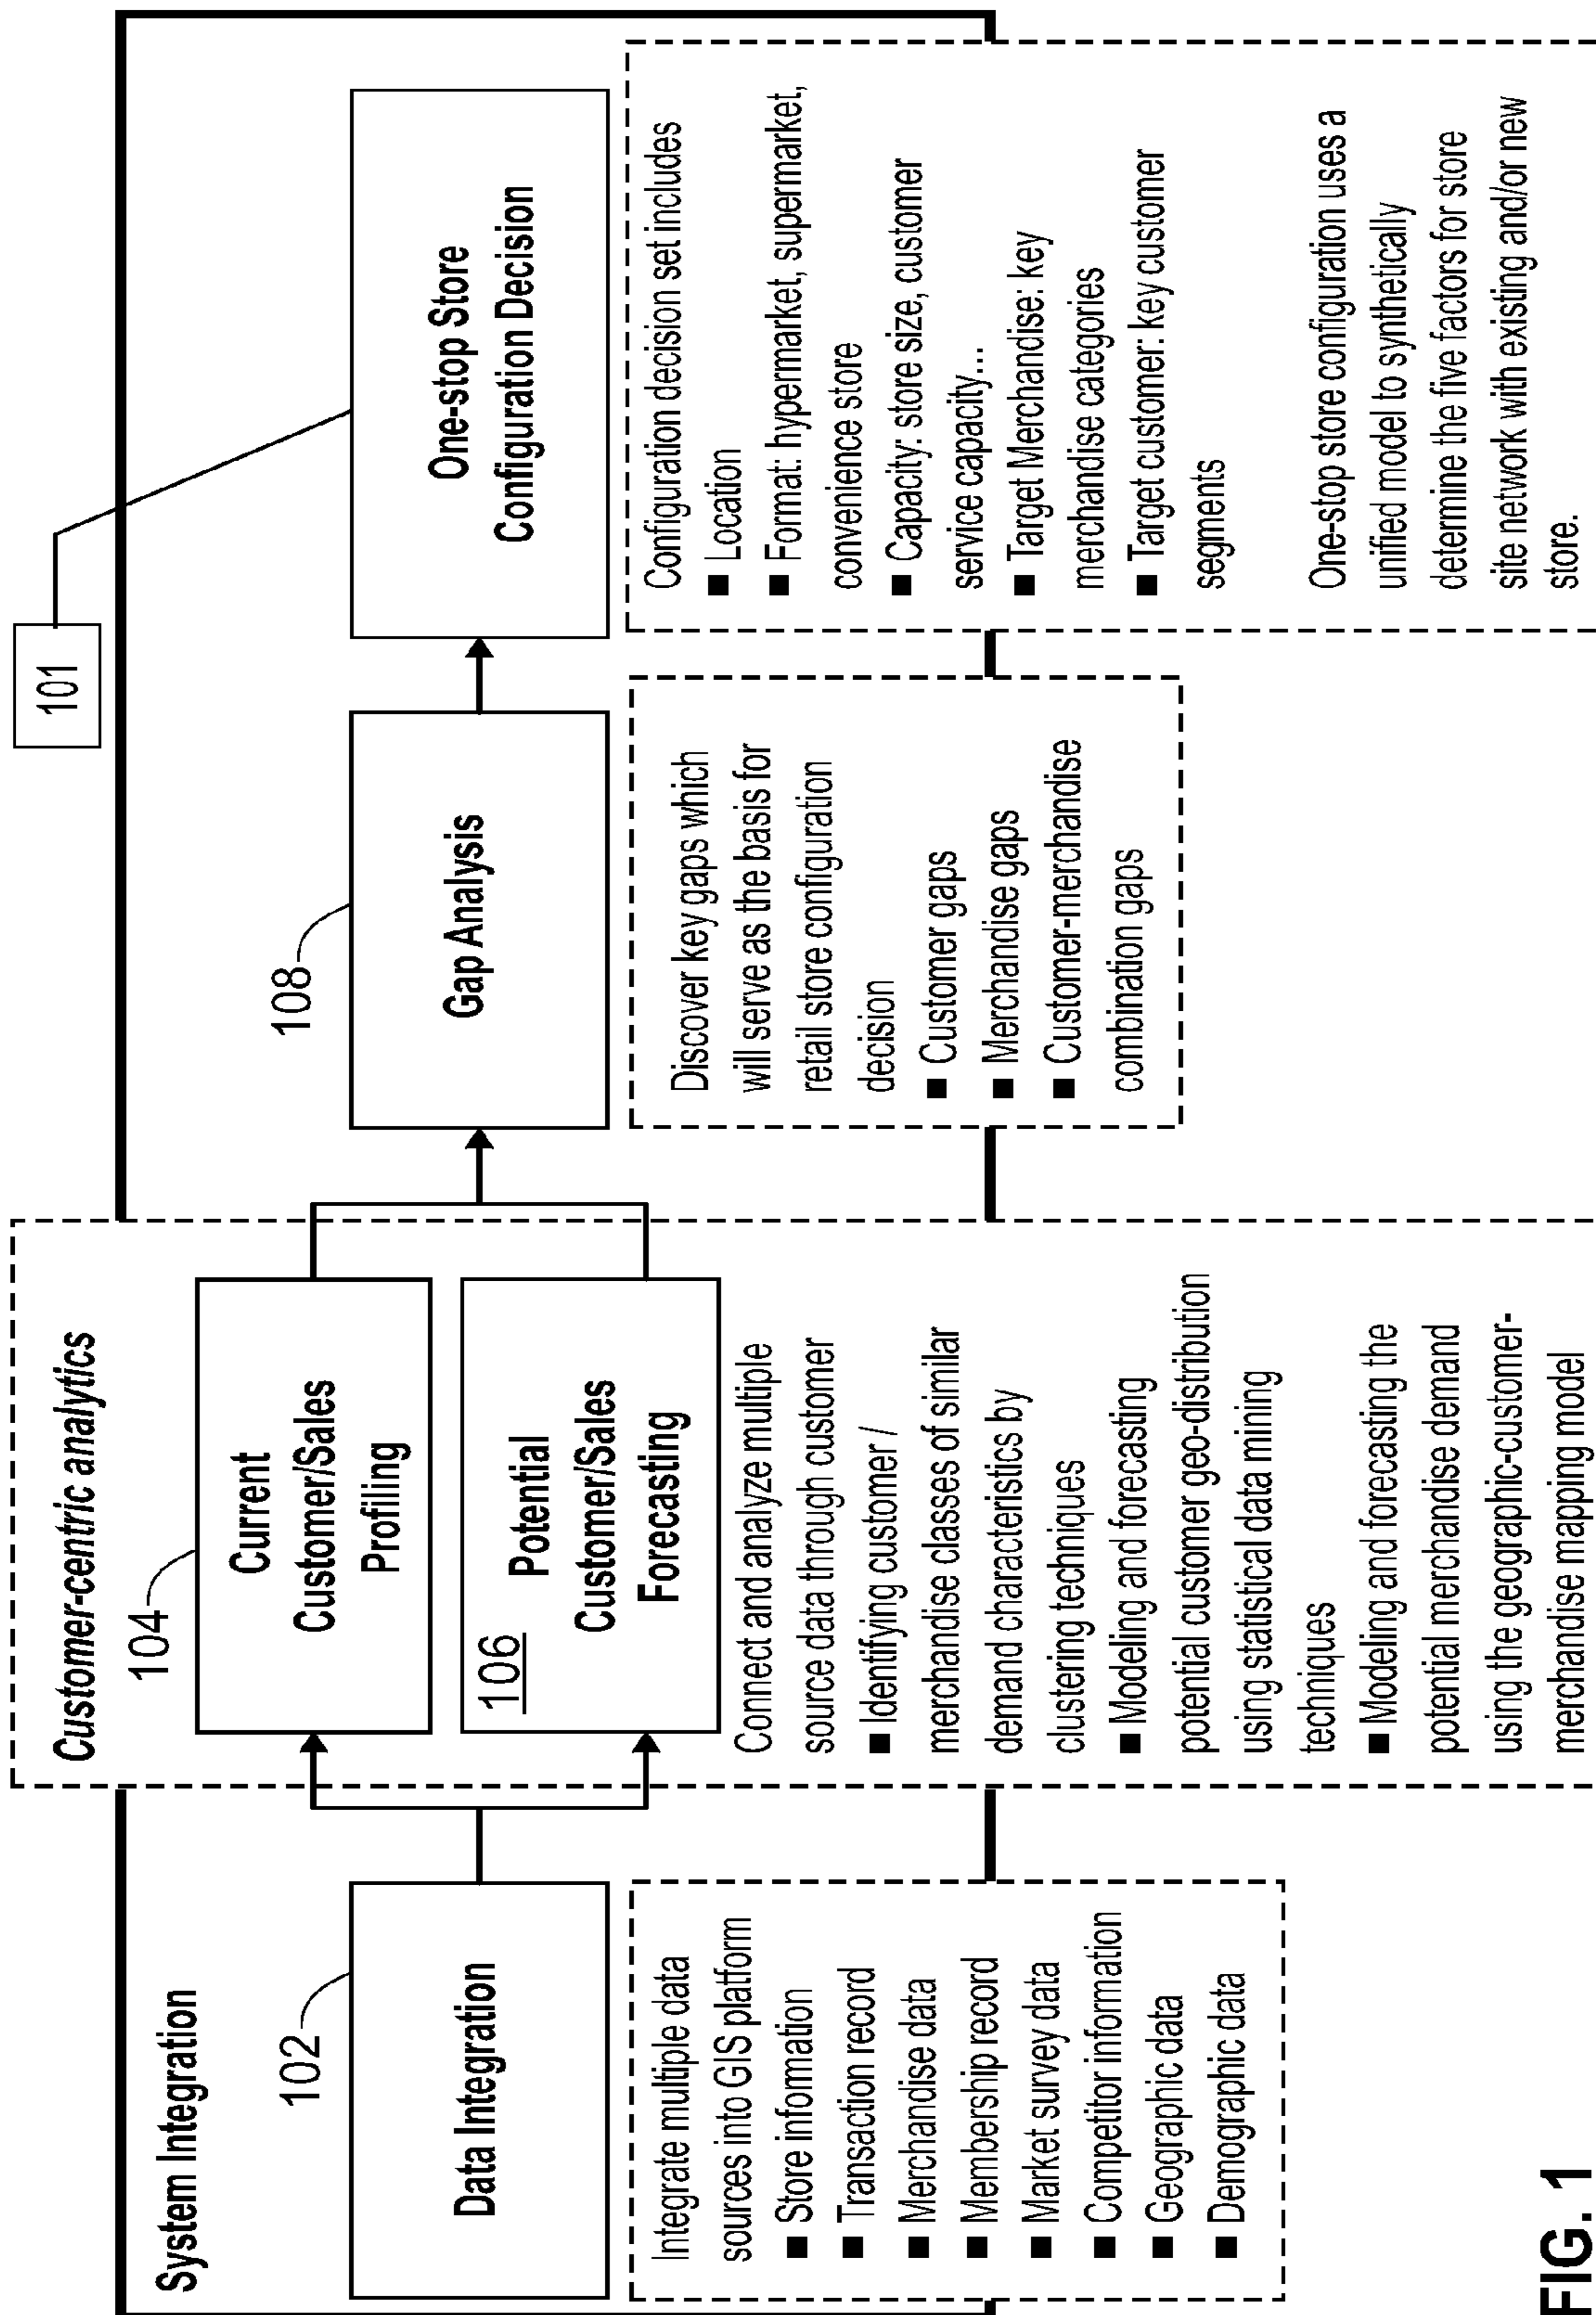 System Integration
102
Data Integration
Integrate multiple data
sources into GIS platform
■ Store information
■ Transaction record
■ Merchandise data
■ Membership record
■ Market survey data
■ Competitor information
■ Geographic data
■ Demographic data
Customer-centric analytics
104
Current
Customer/Sales
Profiling
106
Potential
Customer/Sales
Forecasting
Connect and analyze multiple
source data through customer
■ Identifying customer /
merchandise classes of similar
demand characteristics by
clustering techniques
■ Modeling and forecasting
potential customer geo-distribution
using statistical data mining
techniques
■ Modeling and forecasting the
potential merchandise demand
using the geographic-customer-
merchandise mapping model
108
Gap Analysis
Discover key gaps which
will serve as the basis for
retail store configuration
decision
■ Customer gaps
■ Merchandise gaps
■ Customer-merchandise
combination gaps
101
One-stop Store
Configuration Decision
Configuration decision set includes
■ Location
■ Format: hypermarket, supermarket,
convenience store
■ Capacity: store size, customer
service capacity...
■ Target Merchandise: key
merchandise categories
■ Target customer: key customer
segments
One-stop store configuration uses a
unified model to synthetically
determine the five factors for store
site network with existing and/or new
store.
FIG. 1